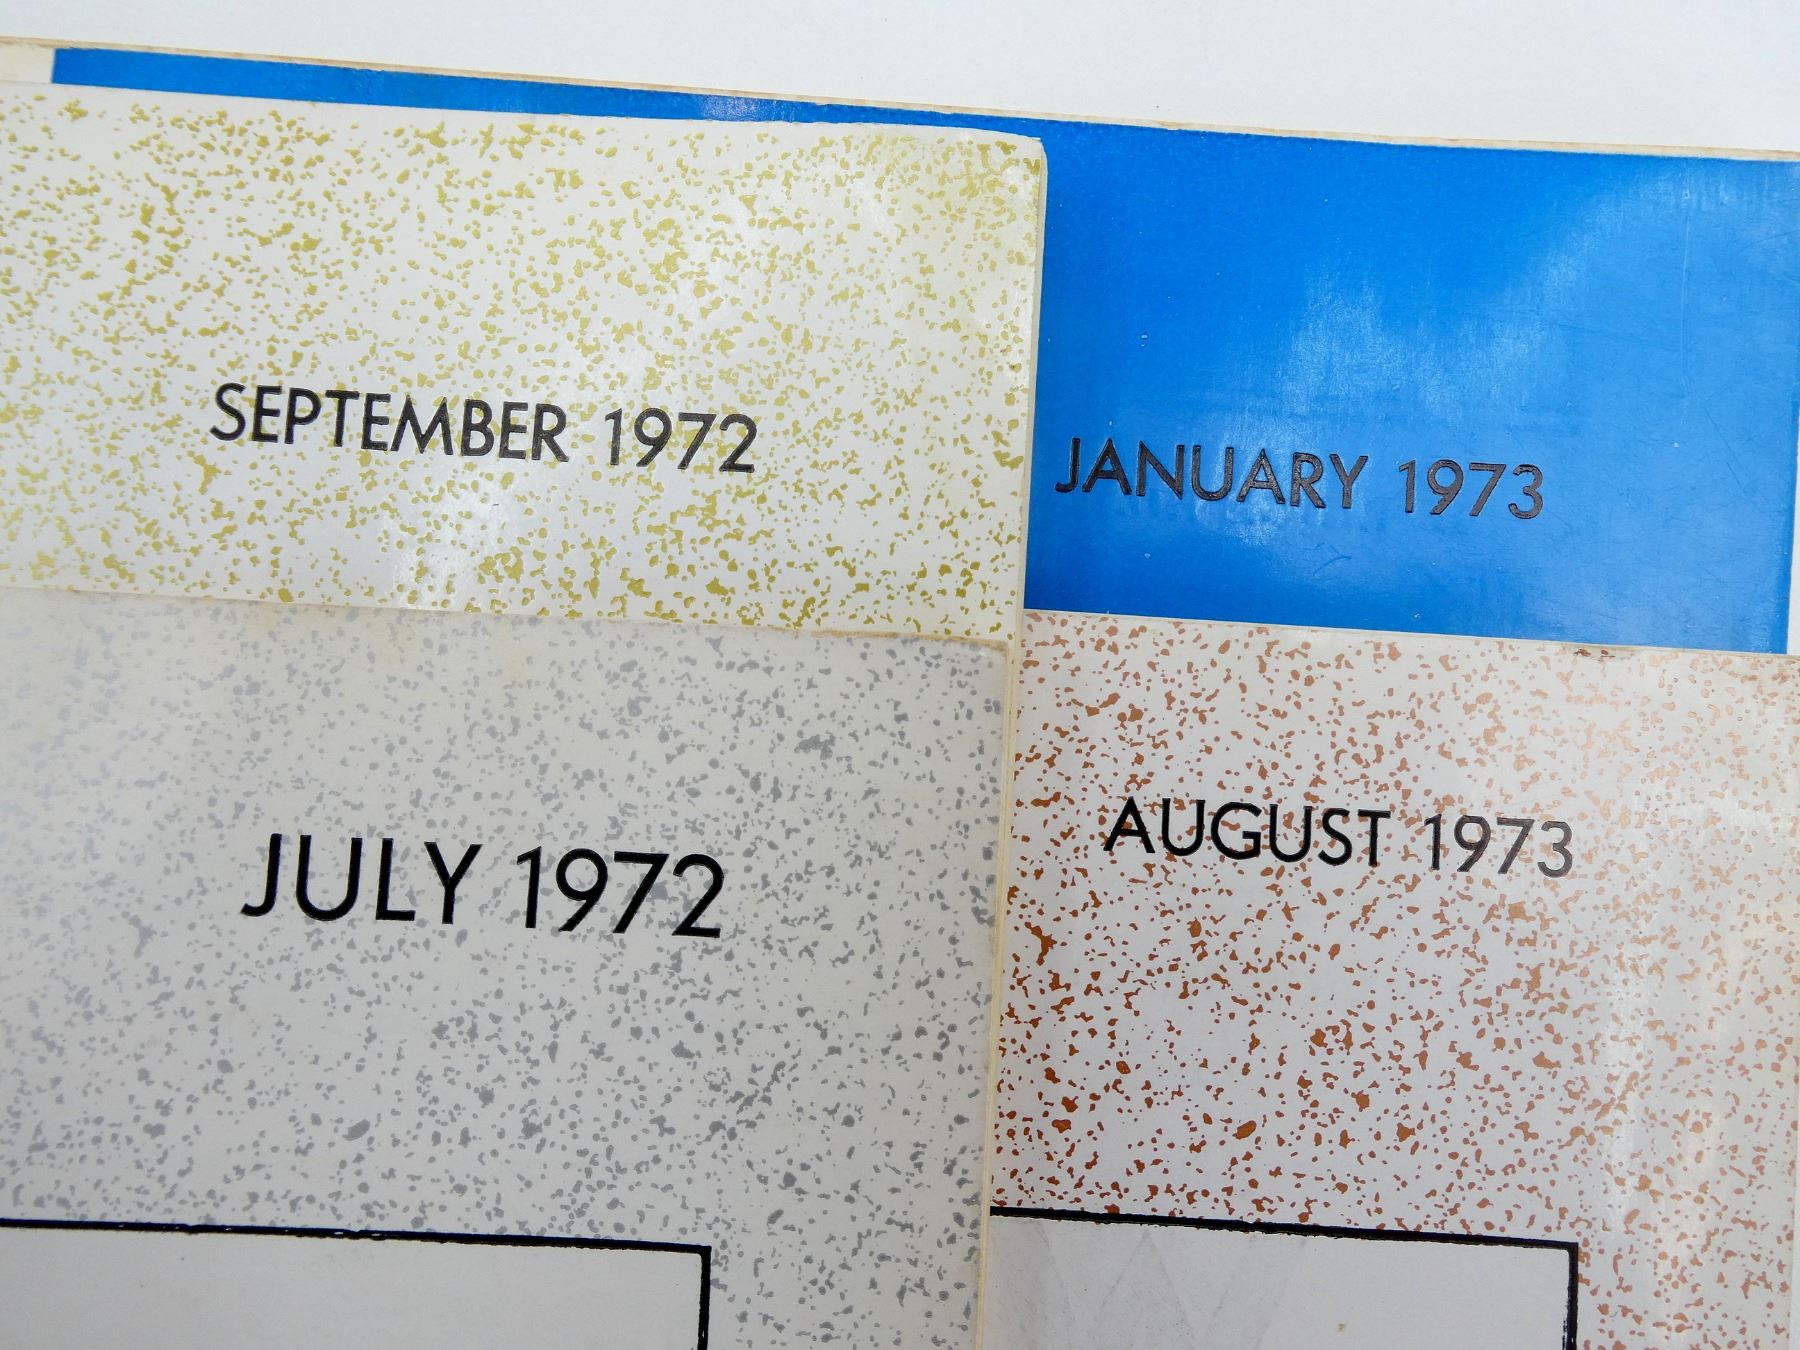 SEPTEMBER 1972
JANUARY 1973
JULY 1972
AUGUST 1973